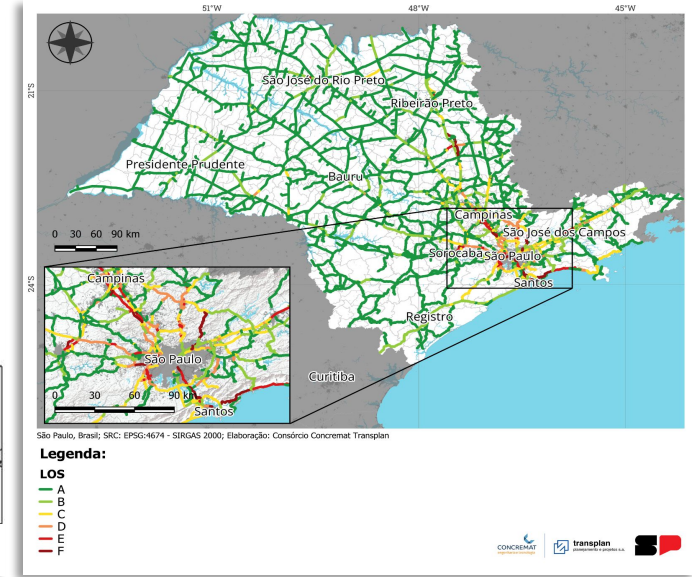 51°W 48°W 45°W
21°S
24°S
São José do Rio Preto
Ribeirão Preto
Presidente Prudente
Bauru
Campinas
São José dos Campos
Sorocaba
São Paulo
Santos
Registro
Curitiba
0 30 60 90 km
Campinas
São Paulo
0 30 60 90 km
Santos
São Paulo, Brasil; SRC: EPSG:4674 - SIRGAS 2000; Elaboração: Consórcio Concremat Transplan
Legenda:
LOS
A
B
C
D
E
F
CONCREMAT
transplan
planejamento e projetos s.a.
SP